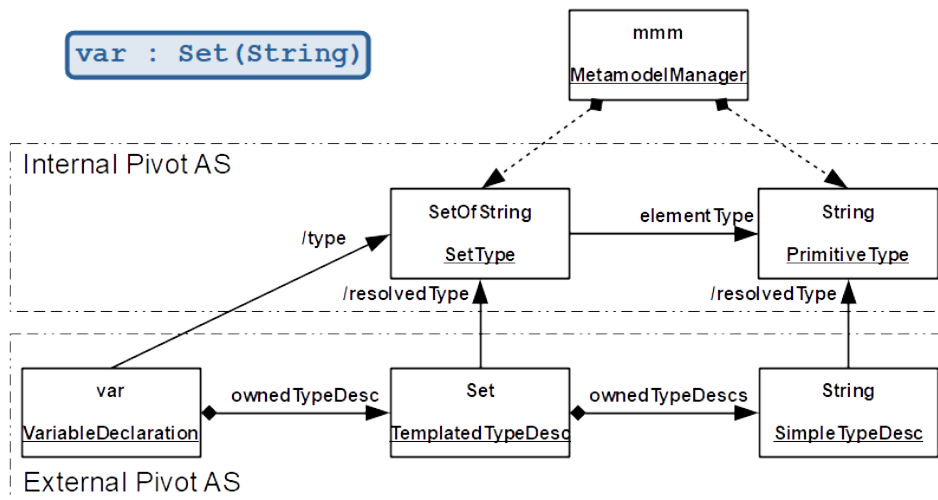 var : Set(String)
mmm
MetamodelManager
Internal Pivot AS
SetOfString
SetType
elementType
String
PrimitiveType
/type
/resolvedType
/resolvedType
var
VariableDeclaration
ownedTypeDesc
Set
TemplatedTypeDesc
ownedTypeDescs
String
SimpleTypeDesc
External Pivot AS